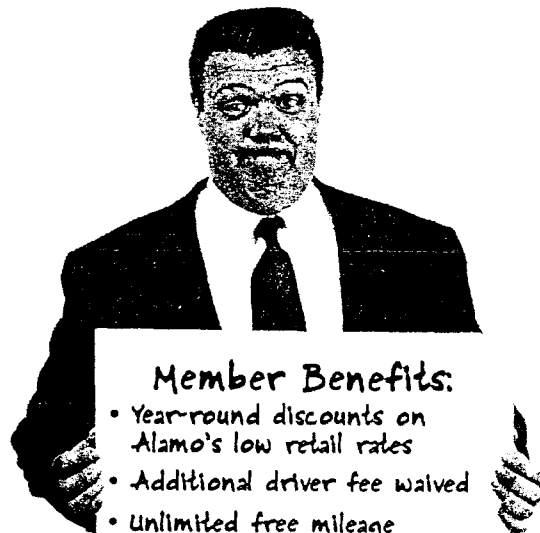 Member Benefits:
• Year-round discounts on
Alamo's low retail rates
• Additional driver fee waived
• Unlimited free mileage